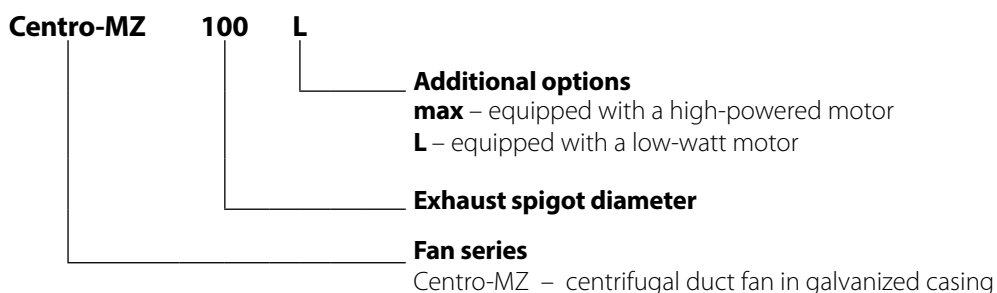 Centro-MZ 100 L
Additional options
max – equipped with a high-powered motor
L – equipped with a low-watt motor
Exhaust spigot diameter
Fan series
Centro-MZ – centrifugal duct fan in galvanized casing